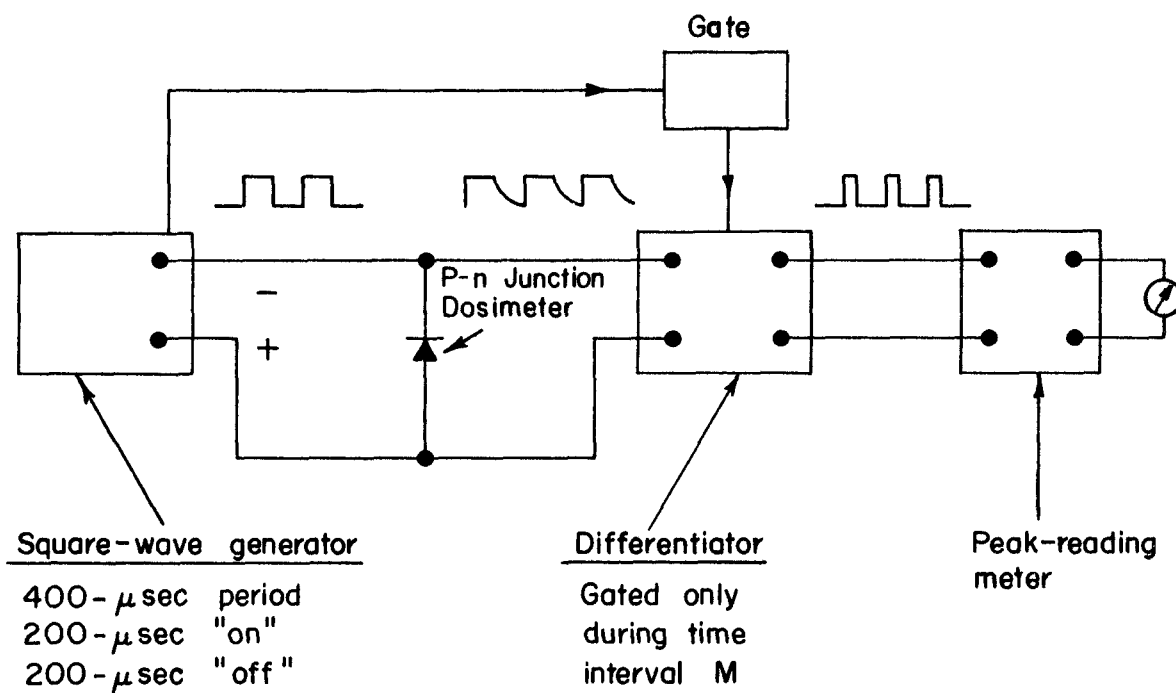 Gate
P-n Junction
Dosimeter
−
+
Square-wave generator
400-μsec period
200-μsec "on"
200-μsec "off"
Differentiator
Gated only
during time
interval M
Peak-reading
meter